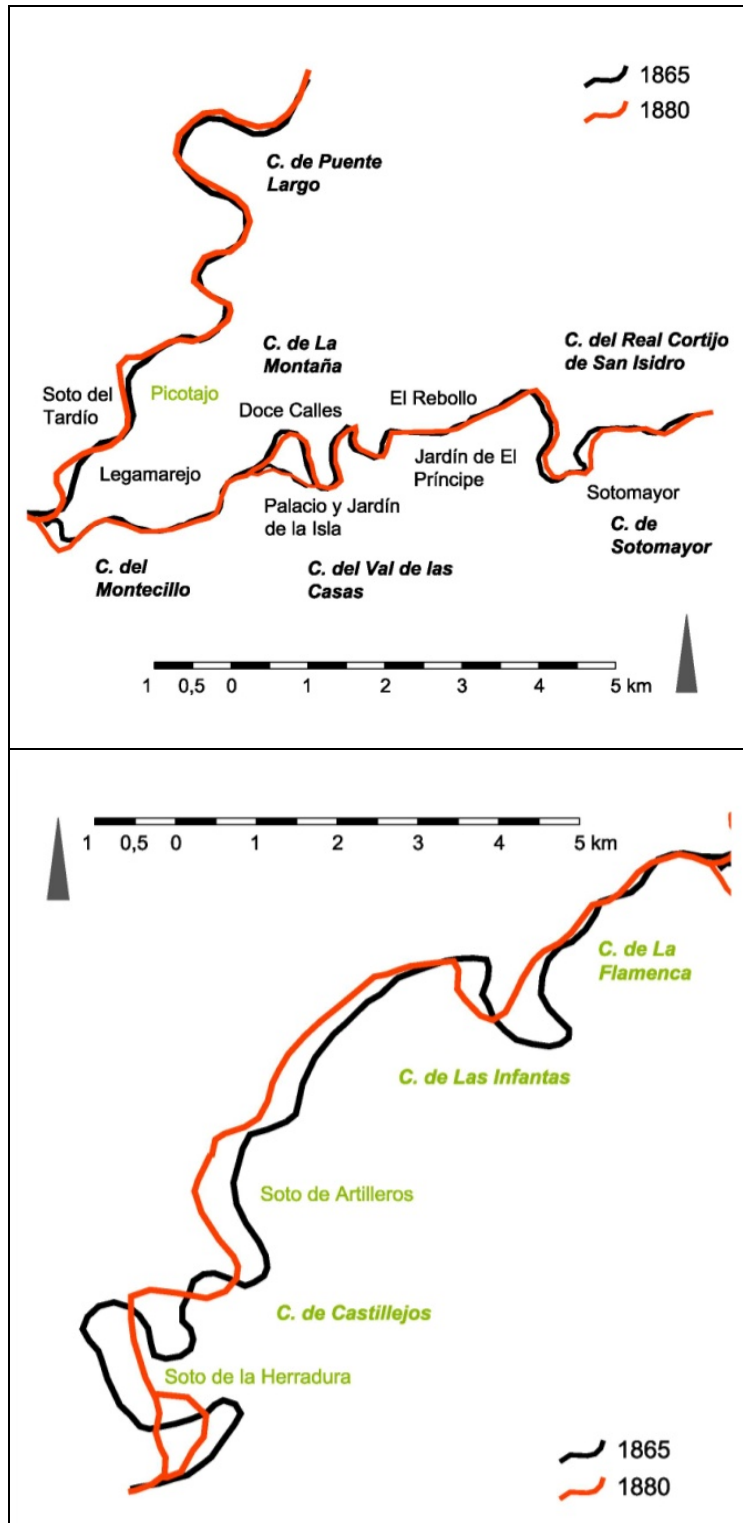 1865
1880
C. de Puente
Largo
C. de La
Montaña
C. del Real Cortijo
de San Isidro
Soto del
Tardío
Picotajo
Doce Calles
El Rebollo
Legamarejo
Jardín de El
Príncipe
Sotomayor
Palacio y Jardín
de la Isla
C. de
Sotomayor
C. del
Montecillo
C. del Val de las
Casas
1 0,5 0 1 2 3 4 5 km
1 0,5 0 1 2 3 4 5 km
C. de La
Flamenca
C. de Las Infantas
Soto de Artilleros
C. de Castillejos
Soto de la Herradura
1865
1880